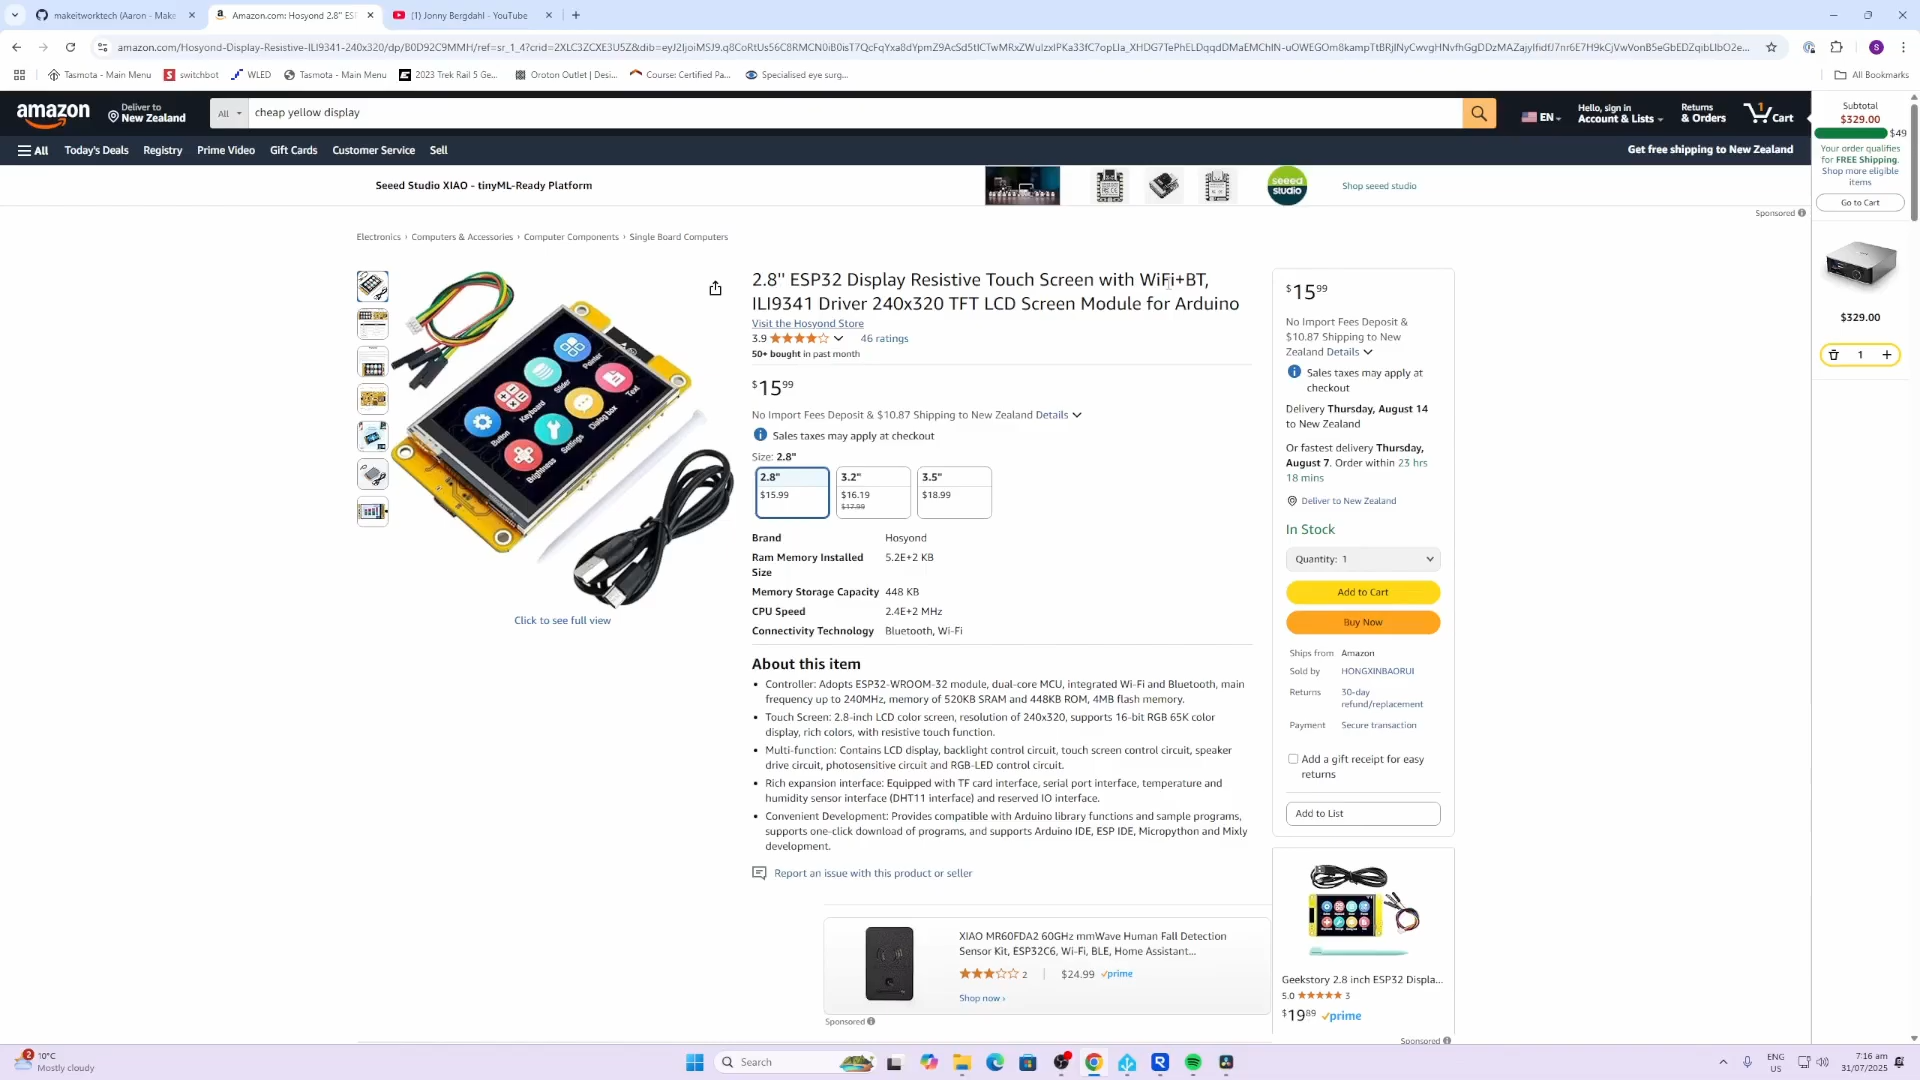 makeitworktech (Aaron - Make
Amazon.com: Hosyond 2.8" ESP
(1) Jonny Bergdahl - YouTube
Tasmota - Main Menu
switchbot
WLED
Tasmota - Main Menu
2023 Trek Rail 5 Ge...
Oroton Outlet | Desi...
Course: Certified Pa...
Specialised eye surg...
All Bookmarks
amazon
Deliver to
New Zealand
All
cheap yellow display
EN
Hello, sign in
Account & Lists
Returns
& Orders
1
Cart
All
Today's Deals
Registry
Prime Video
Gift Cards
Customer Service
Sell
Get free shipping to New Zealand
Subtotal
$329.00
$49
Your order qualifies
for FREE Shipping.
Shop more eligible
items
Go to Cart
$329.00
1
Seeed Studio XIAO - tinyML-Ready Platform
seeed
studio
Shop seeed studio
Sponsored
Electronics › Computers & Accessories › Computer Components › Single Board Computers
Painter
Slider
Text
Keyboard
Dialog box
Button
Settings
Brightness
Click to see full view
2.8'' ESP32 Display Resistive Touch Screen with WiFi+BT,
ILI9341 Driver 240x320 TFT LCD Screen Module for Arduino
Visit the Hosyond Store
3.9
46 ratings
50+ bought in past month
$15 99
No Import Fees Deposit & $10.87 Shipping to New Zealand Details
Sales taxes may apply at checkout
Size: 2.8"
2.8"
$15.99
3.2"
$16.19
$17.99
3.5"
$18.99
Brand Hosyond
Ram Memory Installed
Size
5.2E+2 KB
Memory Storage Capacity 448 KB
CPU Speed 2.4E+2 MHz
Connectivity Technology Bluetooth, Wi-Fi
About this item
• Controller: Adopts ESP32-WROOM-32 module, dual-core MCU, integrated Wi-Fi and Bluetooth, main
frequency up to 240MHz, memory of 520KB SRAM and 448KB ROM, 4MB flash memory.
• Touch Screen: 2.8-inch LCD color screen, resolution of 240x320, supports 16-bit RGB 65K color
display, rich colors, with resistive touch function.
• Multi-function: Contains LCD display, backlight control circuit, touch screen control circuit, speaker
drive circuit, photosensitive circuit and RGB-LED control circuit.
• Rich expansion interface: Equipped with TF card interface, serial port interface, temperature and
humidity sensor interface (DHT11 interface) and reserved IO interface.
• Convenient Development: Provides compatible with Arduino library functions and sample programs,
supports one-click download of programs, and supports Arduino IDE, ESP IDE, Micropython and Mixly
development.
Report an issue with this product or seller
XIAO MR60FDA2 60GHz mmWave Human Fall Detection
Sensor Kit, ESP32C6, Wi-Fi, BLE, Home Assistant...
2 | $24.99 prime
Shop now ›
Sponsored
$15 99
No Import Fees Deposit &
$10.87 Shipping to New
Zealand Details
Sales taxes may apply at
checkout
Delivery Thursday, August 14
to New Zealand
Or fastest delivery Thursday,
August 7. Order within 23 hrs
18 mins
Deliver to New Zealand
In Stock
Quantity: 1
Add to Cart
Buy Now
Ships from Amazon
Sold by HONGXINBAORUI
Returns 30-day
refund/replacement
Payment Secure transaction
Add a gift receipt for easy
returns
Add to List
Geekstory 2.8 inch ESP32 Displa...
5.0 3
$19 89 prime
Sponsored
2
10°C
Mostly cloudy
Search
ENG
US
7:16 am
31/07/2025